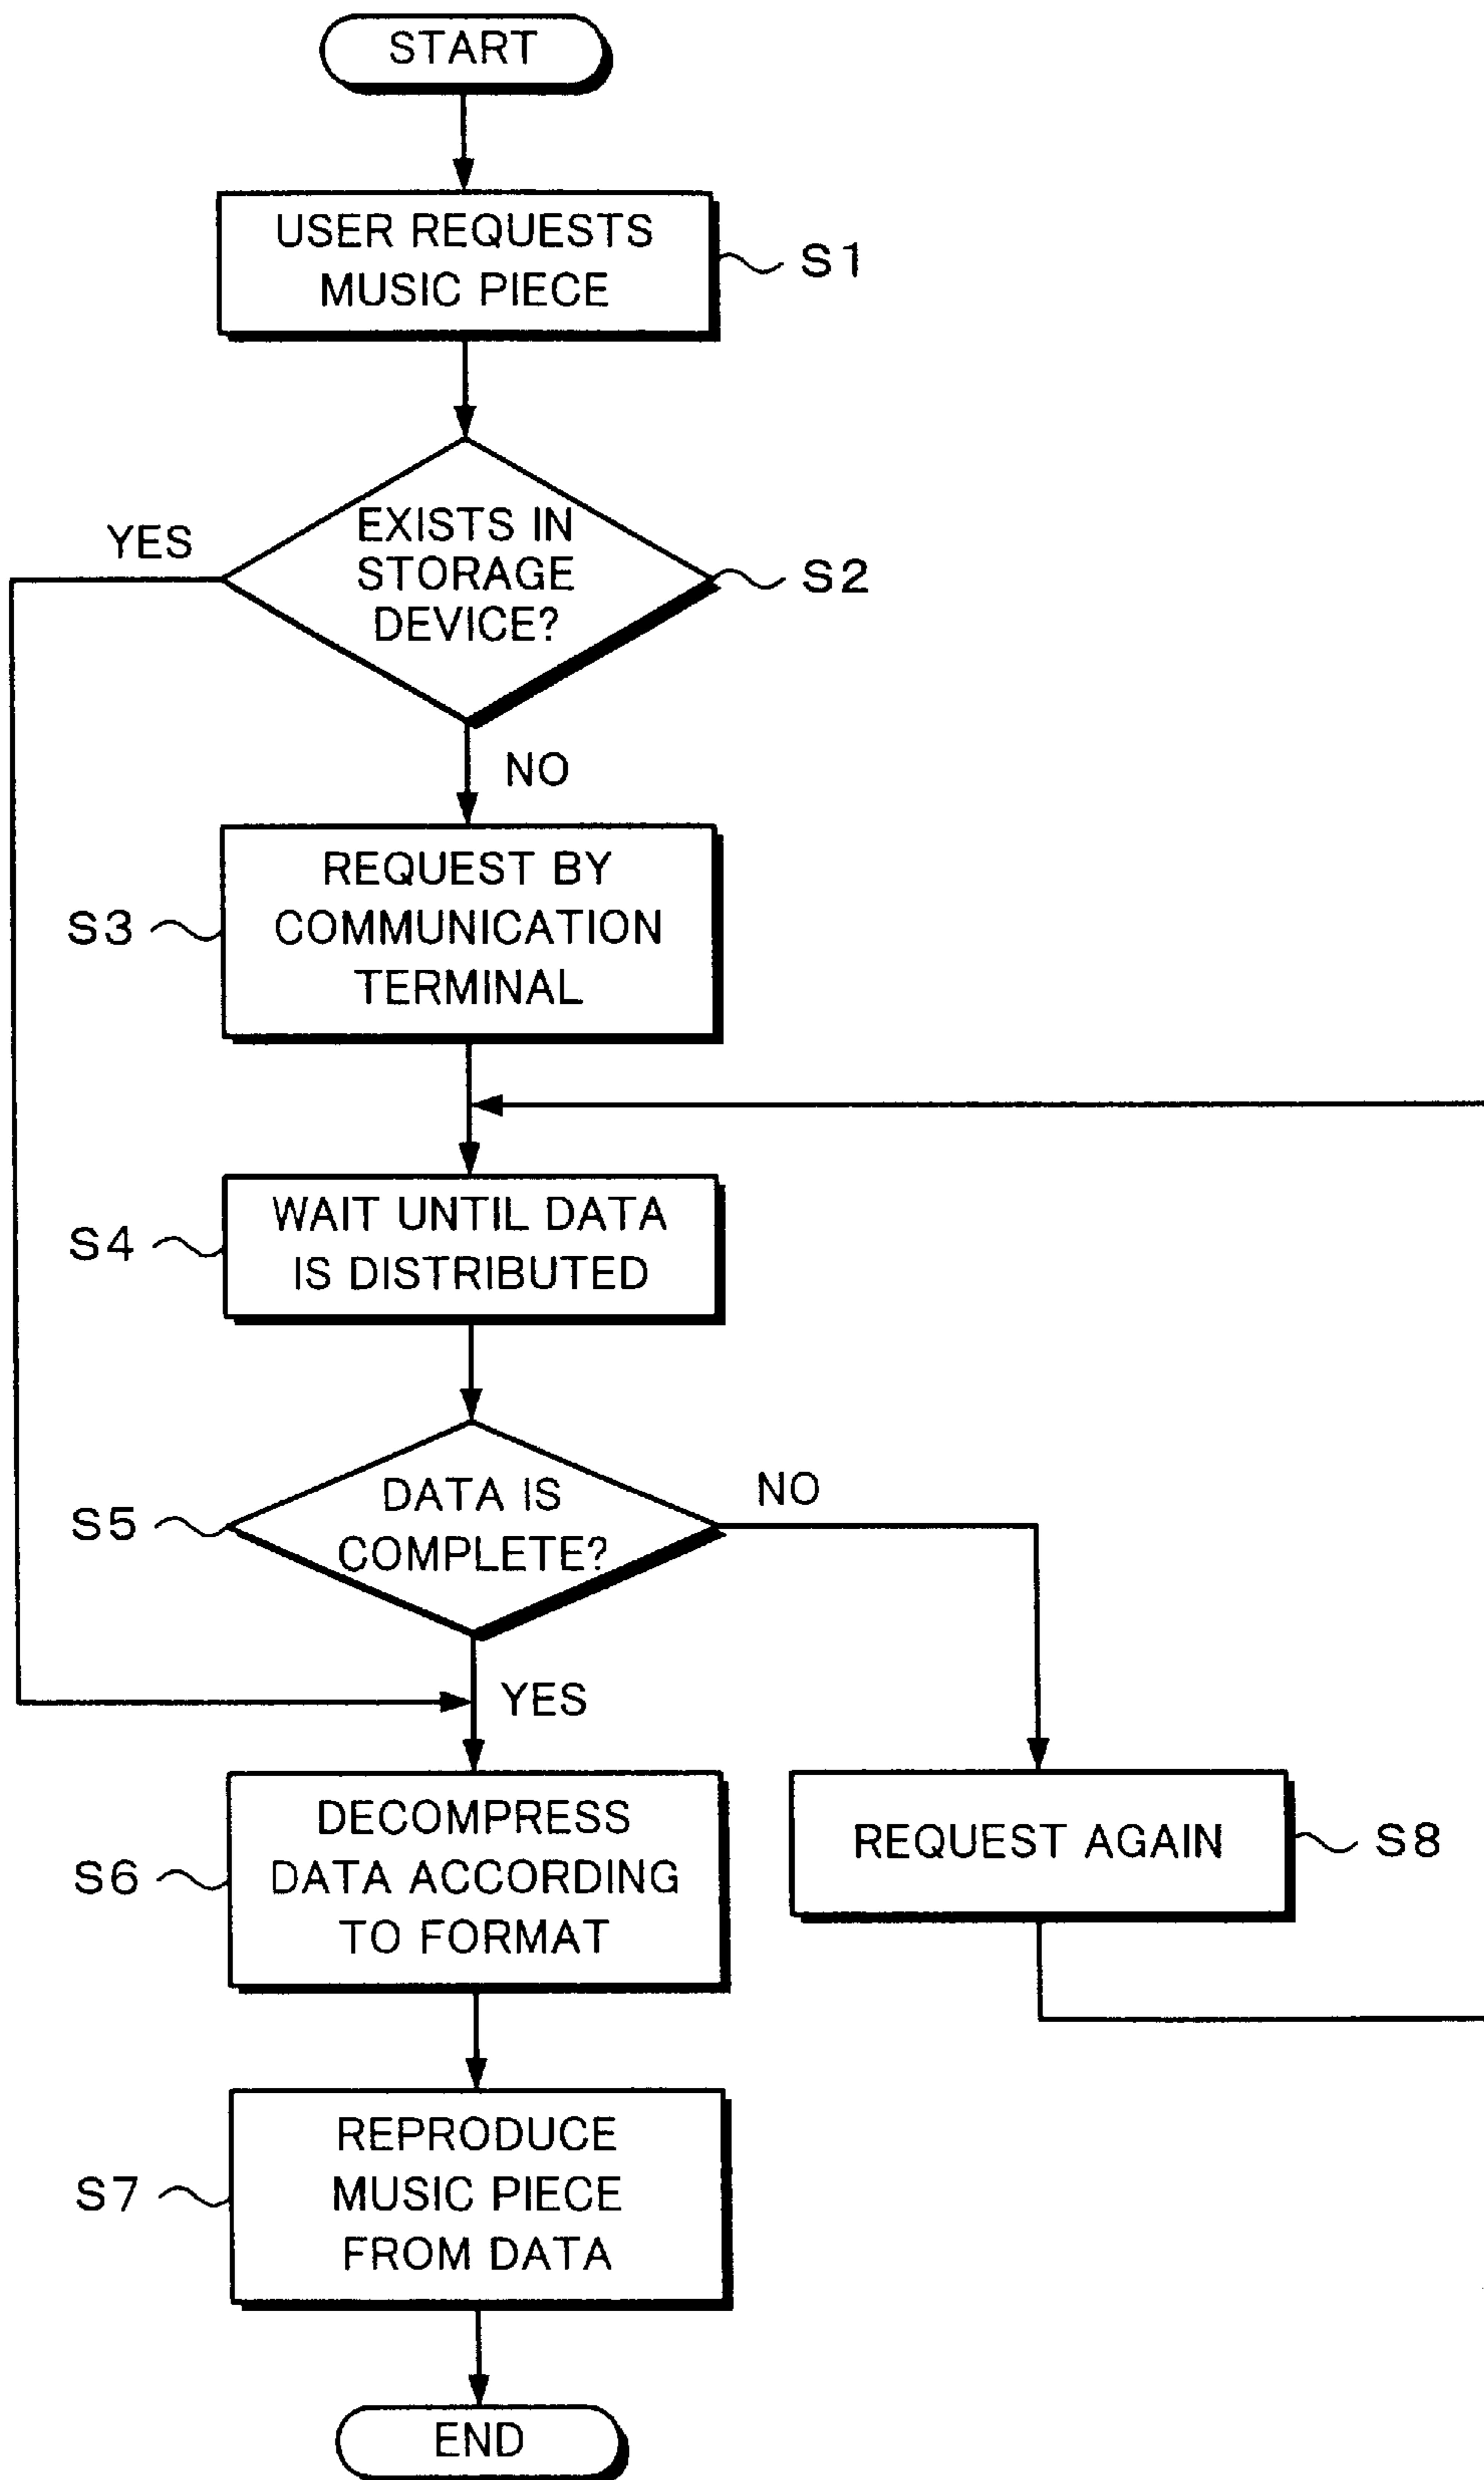 START
USER REQUESTS
MUSIC PIECE
S1
EXISTS IN
STORAGE
DEVICE?
YES
S2
NO
REQUEST BY
COMMUNICATION
TERMINAL
S3
WAIT UNTIL DATA
IS DISTRIBUTED
S4
DATA IS
COMPLETE?
NO
S5
YES
DECOMPRESS
DATA ACCORDING
TO FORMAT
S6
REQUEST AGAIN
S8
REPRODUCE
MUSIC PIECE
FROM DATA
S7
END